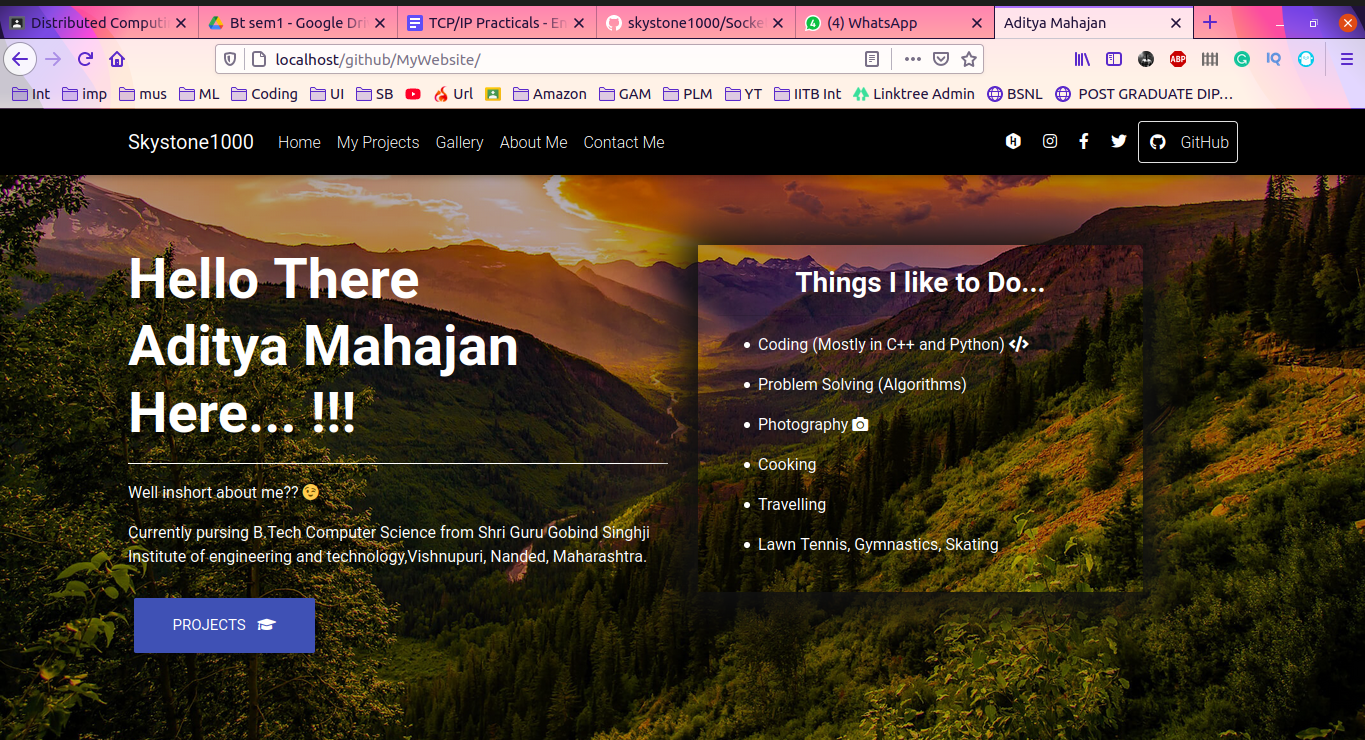 Distributed Computin
Bt sem1 - Google Dri
TCP/IP Practicals - En
skystone1000/Socke
(4) WhatsApp
Aditya Mahajan
localhost/github/MyWebsite/
ABP
IQ
Int
imp
mus
ML
Coding
UI
SB
Url
Amazon
GAM
PLM
YT
IITB Int
Linktree Admin
BSNL
POST GRADUATE DIP...
Skystone1000
Home
My Projects
Gallery
About Me
Contact Me
GitHub
Hello There
Aditya Mahajan
Here... !!!
Well inshort about me??
Currently pursing B.Tech Computer Science from Shri Guru Gobind Singhji
Institute of engineering and technology,Vishnupuri, Nanded, Maharashtra.
PROJECTS
Things I like to Do...
Coding (Mostly in C++ and Python)
Problem Solving (Algorithms)
Photography
Cooking
Travelling
Lawn Tennis, Gymnastics, Skating